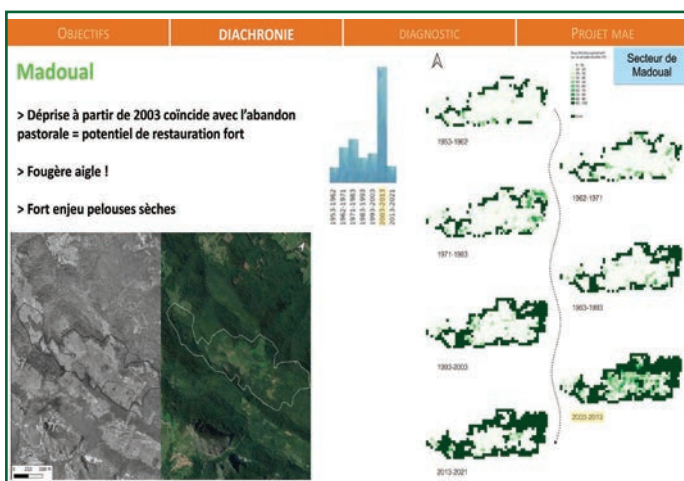 OBJECTIFS
DIACHRONIE
DIAGNOSTIC
PROJET MAE
Madoual
> Déprise à partir de 2003 coïncide avec l'abandon
pastorale = potentiel de restauration fort
> Fougère aigle !
> Fort enjeu pelouses sèches
1953-1962
1962-1971
1971-1983
1983-1993
1993-2003
2003-2013
2013-2021
Secteur de
Madoual
1953-1962
1962-1971
1971-1983
1983-1993
1993-2003
2003-2013
2013-2021